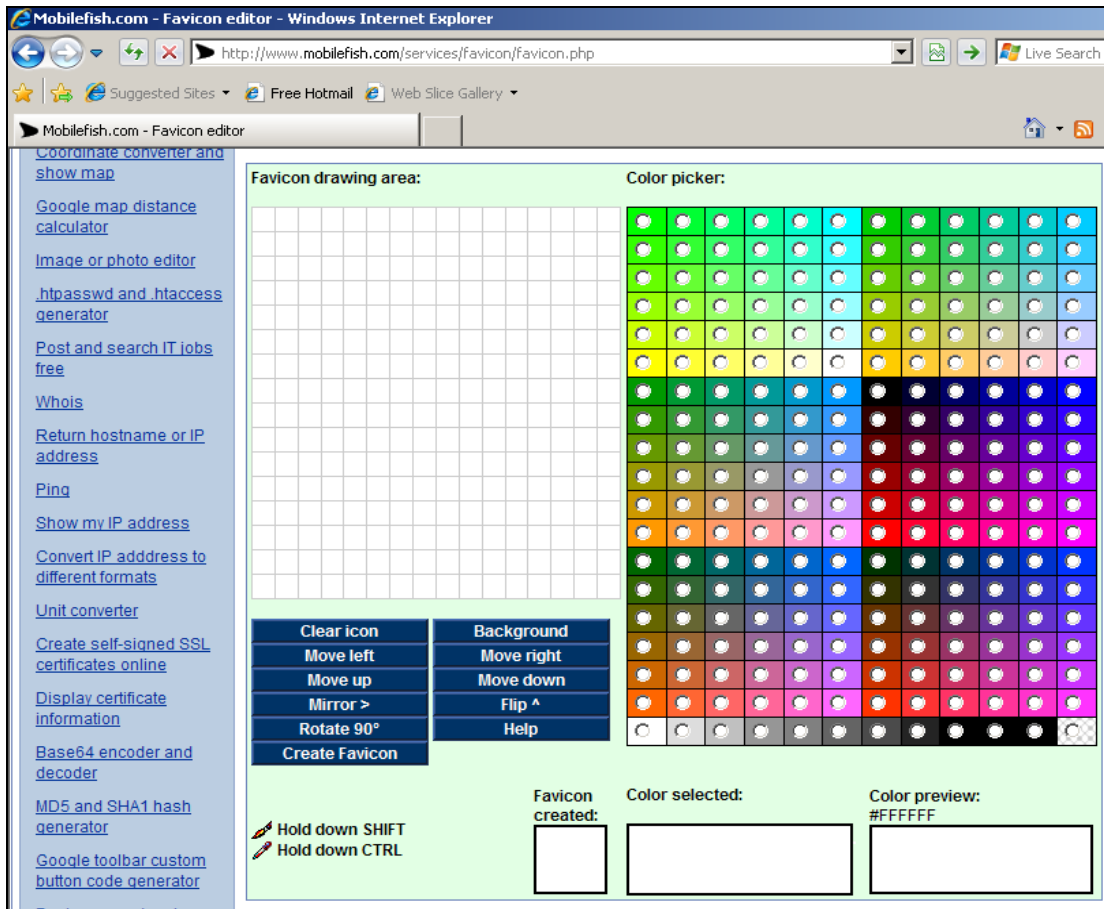 Mobilefish.com - Favicon editor - Windows Internet Explorer
http://www.mobilefish.com/services/favicon/favicon.php
Live Search
Suggested Sites
Free Hotmail
Web Slice Gallery
Mobilefish.com - Favicon editor
Coordinate converter and
show map
Google map distance
calculator
Image or photo editor
.htpasswd and .htaccess
generator
Post and search IT jobs
free
Whois
Return hostname or IP
address
Ping
Show my IP address
Convert IP adddress to
different formats
Unit converter
Create self-signed SSL
certificates online
Display certificate
information
Base64 encoder and
decoder
MD5 and SHA1 hash
generator
Google toolbar custom
button code generator
Favicon drawing area:
Color picker:
Clear icon
Background
Move left
Move right
Move up
Move down
Mirror >
Flip ^
Rotate 90°
Help
Create Favicon
Hold down SHIFT
Hold down CTRL
Favicon
created:
Color selected:
Color preview:
#FFFFFF